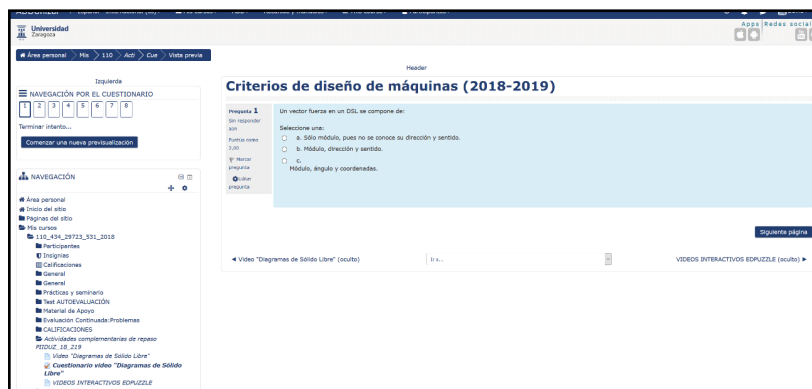 Español - Internacional (es)
Universidad
Zaragoza
Apps
Redes social
Área personal
Mis
110
Acti
Cue
Vista previa
Header
Izquierda
NAVEGACIÓN POR EL CUESTIONARIO
1 2 3 4 5 6 7 8
Terminar intento...
Comenzar una nueva previsualización
NAVEGACIÓN
Área personal
Inicio del sitio
Páginas del sitio
Mis cursos
110_434_29723_531_2018
Participantes
Insignias
Calificaciones
General
General
Prácticas y seminario
Test AUTOEVALUACIÓN
Material de Apoyo
Evaluación Continuada:Problemas
CALIFICACIONES
Actividades complementarias de repaso
PIIDUZ_18_219
Video "Diagramas de Sólido Libre"
Cuestionario video "Diagramas de Sólido
Libre"
VIDEOS INTERACTIVOS EDPUZZLE
Criterios de diseño de máquinas (2018-2019)
Pregunta 1
Sin responder
aún
Puntúa como
2,00
Marcar
pregunta
Editar
pregunta
Un vector fuerza en un DSL se compone de:
Seleccione una:
a. Sólo módulo, pues no se conoce su dirección y sentido.
b. Módulo, dirección y sentido.
c.
Módulo, ángulo y coordenadas.
Siguiente página
◄ Video "Diagramas de Sólido Libre" (oculto)
Ir a...
VIDEOS INTERACTIVOS EDPUZZLE (oculto) ►